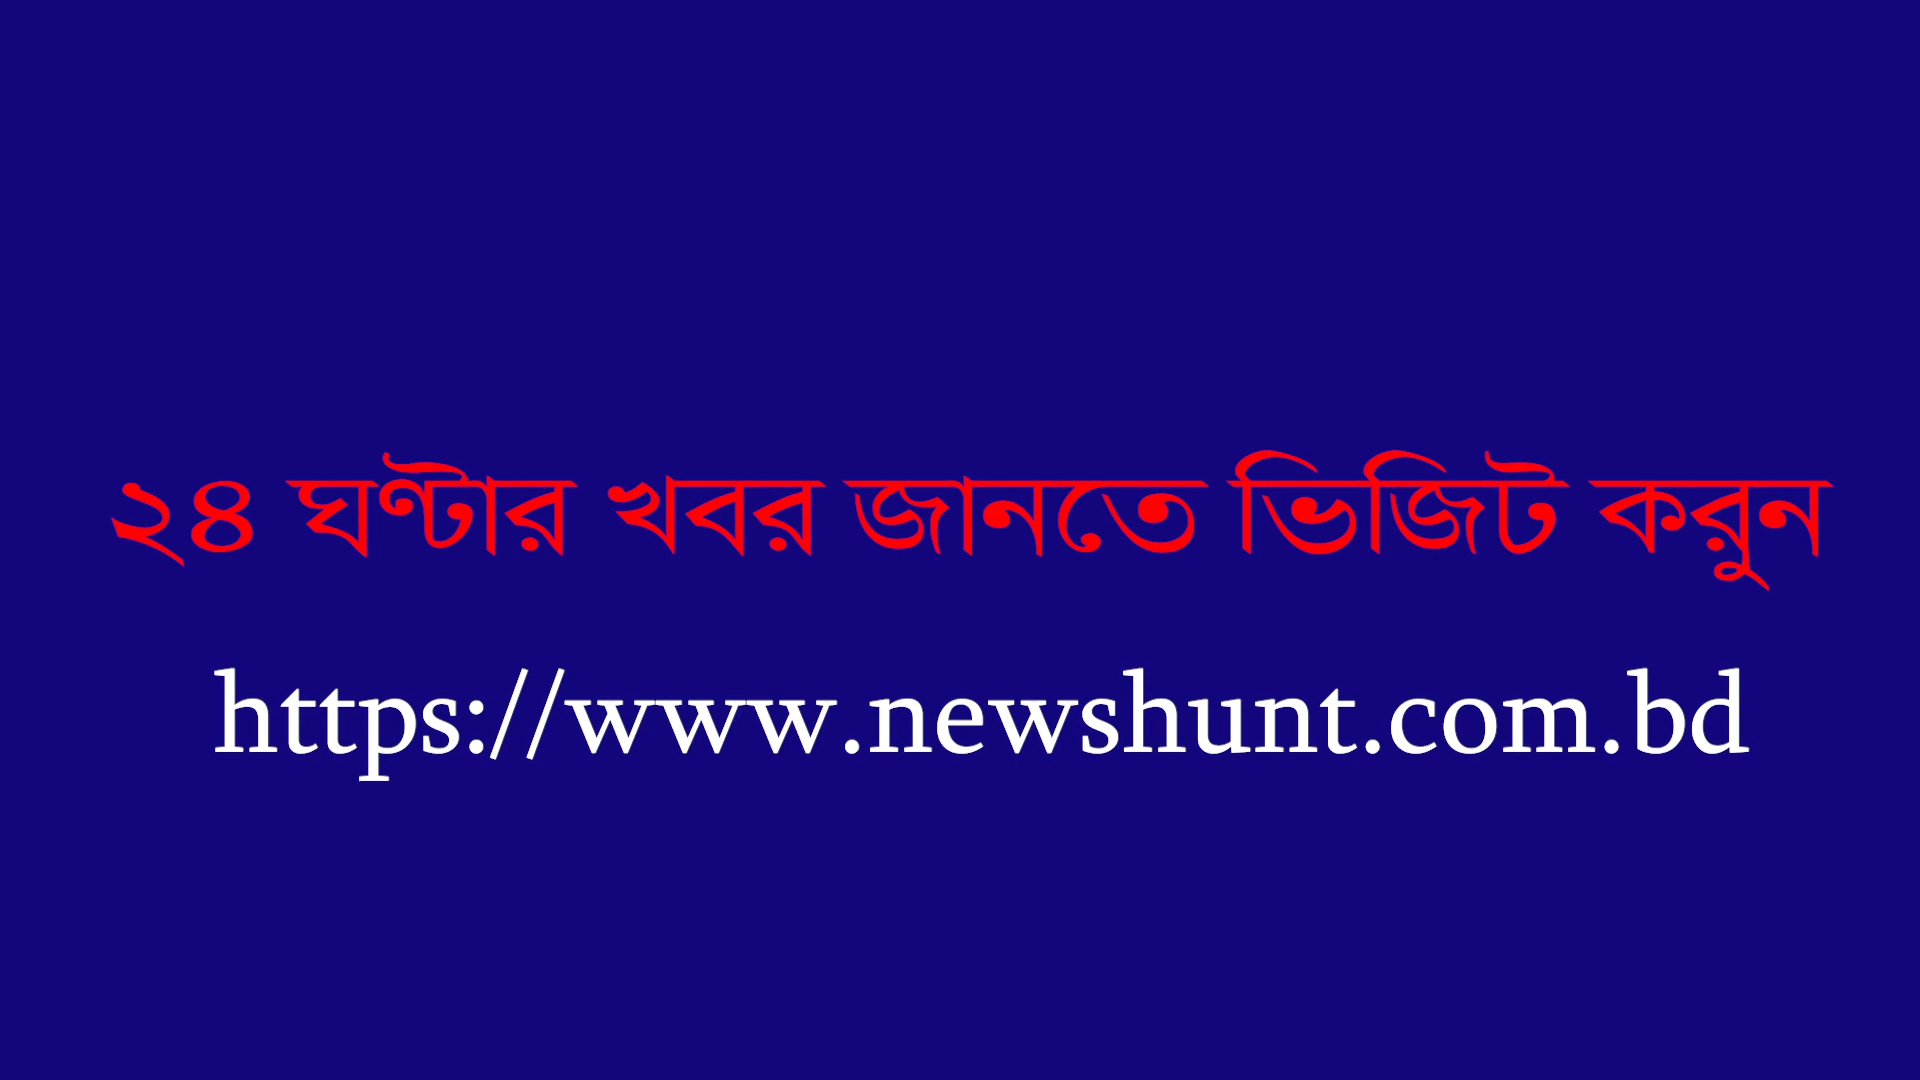 ২৪ ঘণ্টার খবর জানতে ভিজিট করুন
https://www.newshunt.com.bd